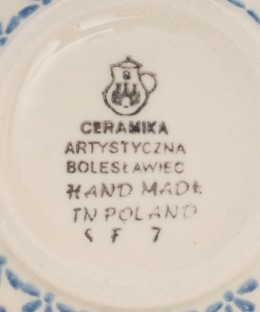 CERAMIKA
ARTYSTYCZNA
BOLESŁAWIEC
HAND MADE
IN POLAND